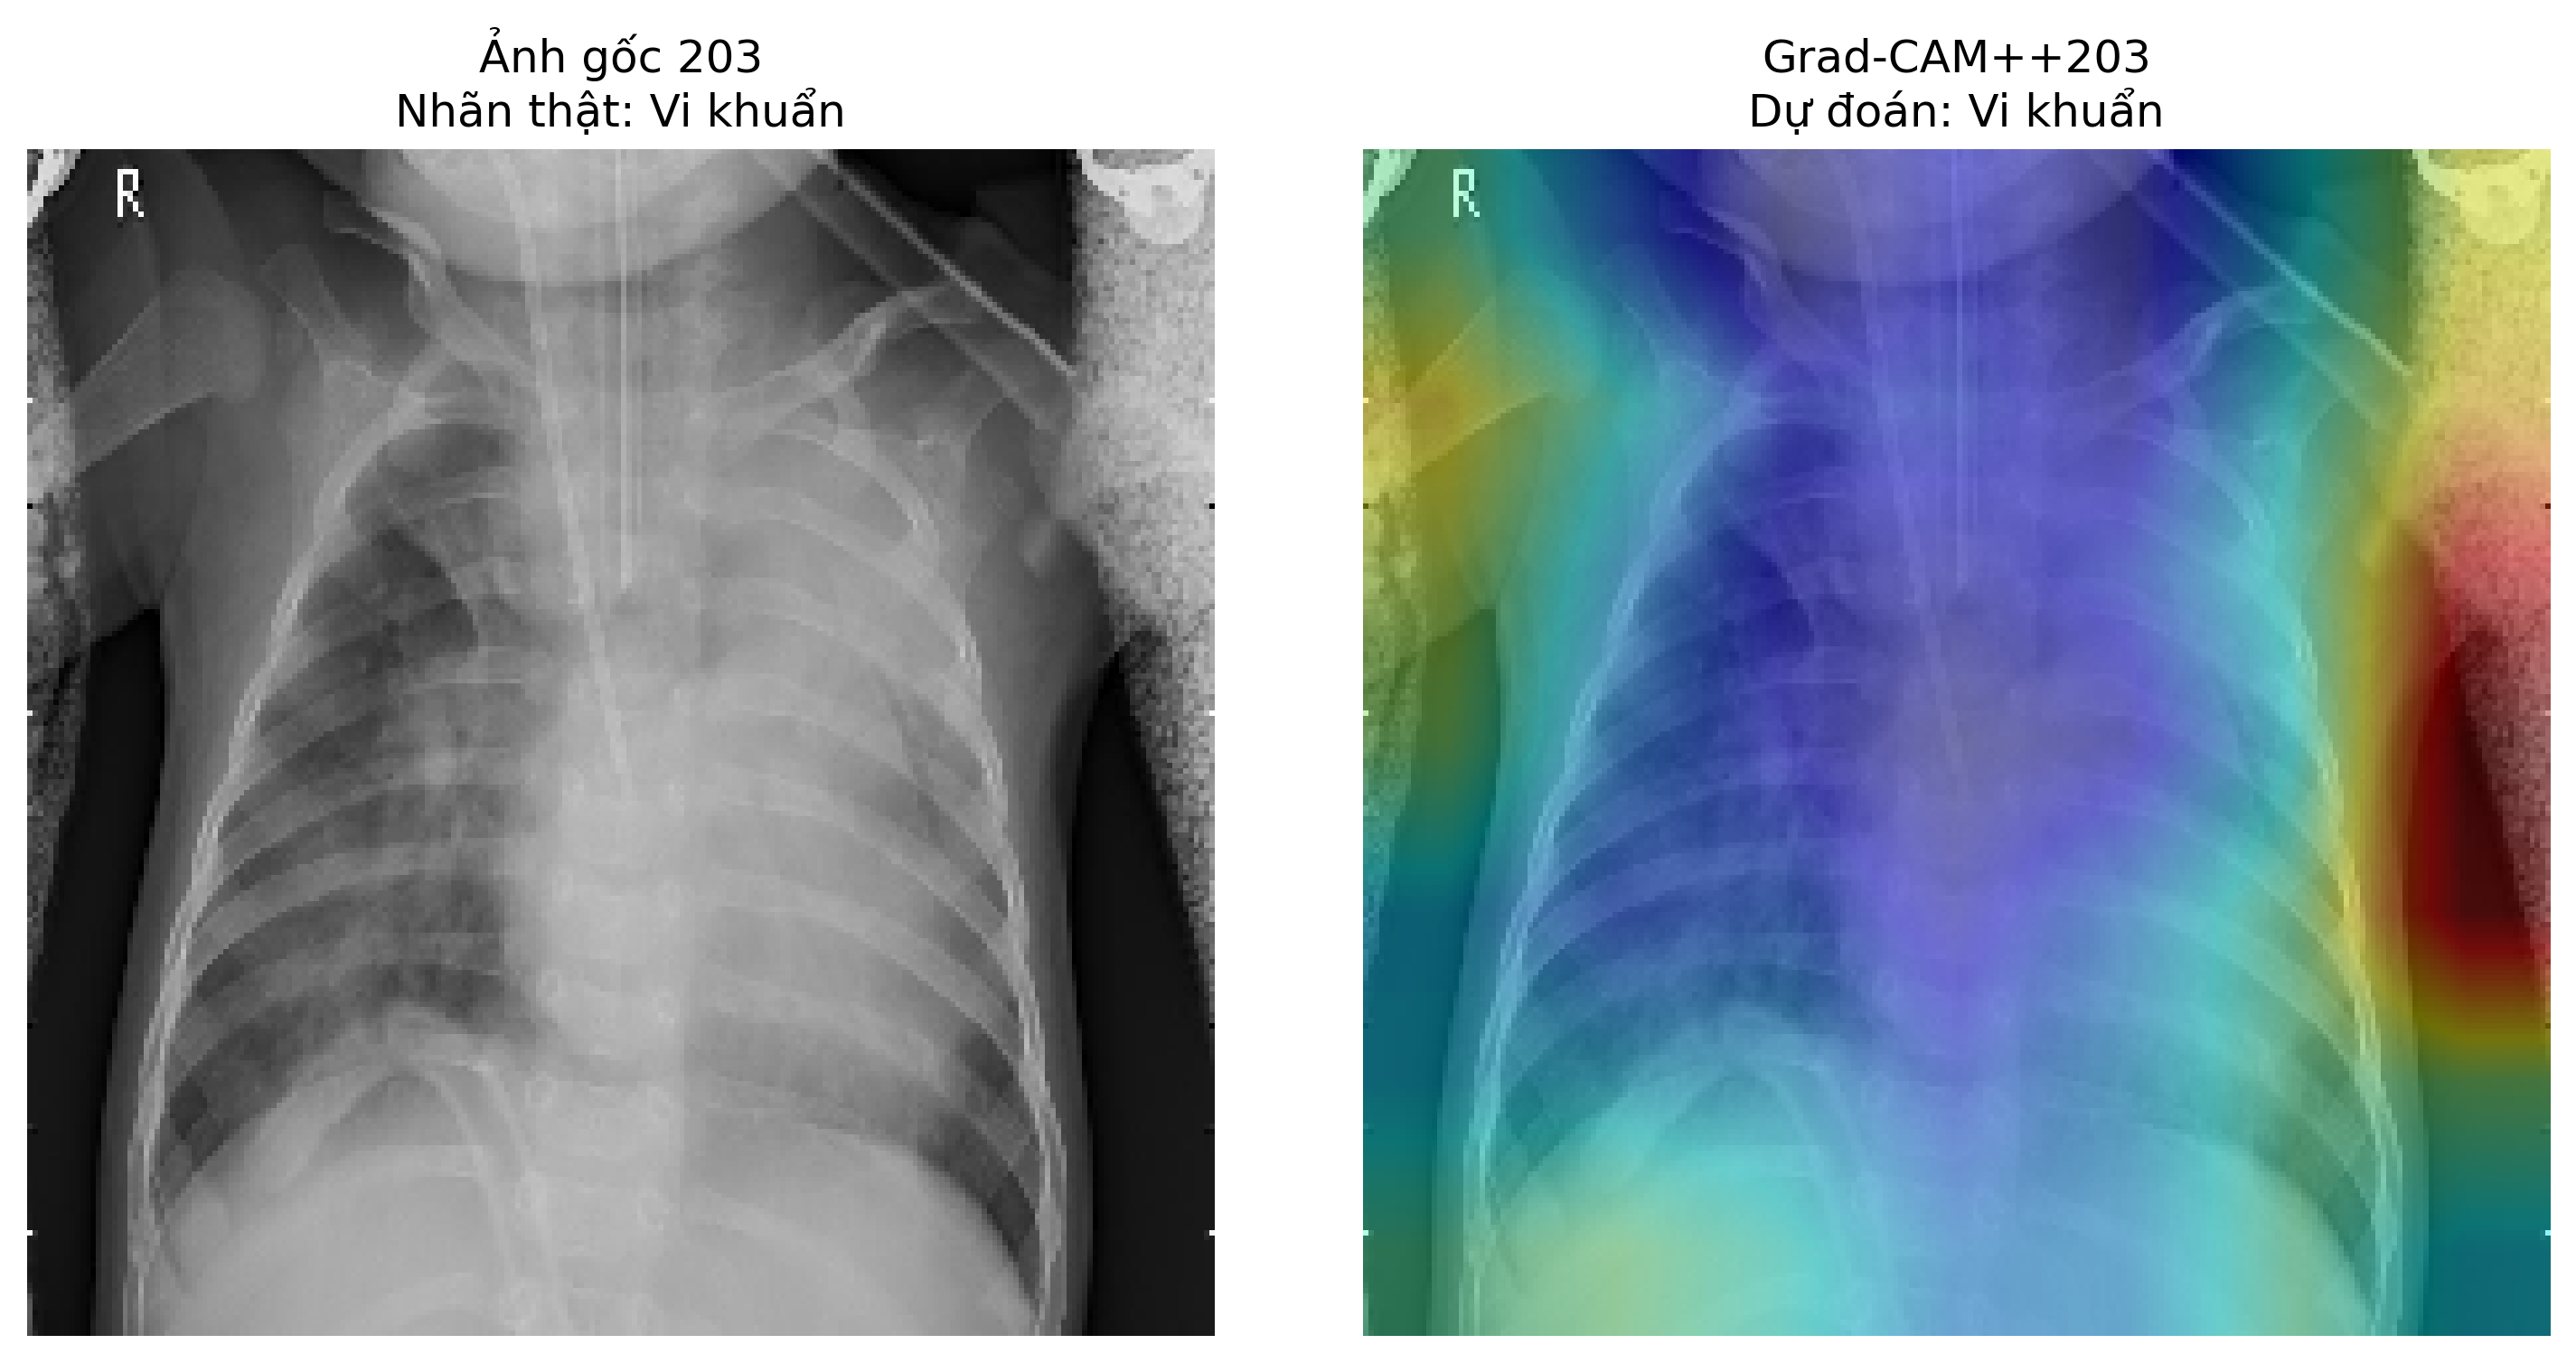 Ảnh gốc 203
Nhãn thật: Vi khuẩn
R
Grad-CAM++203
Dự đoán: Vi khuẩn
R